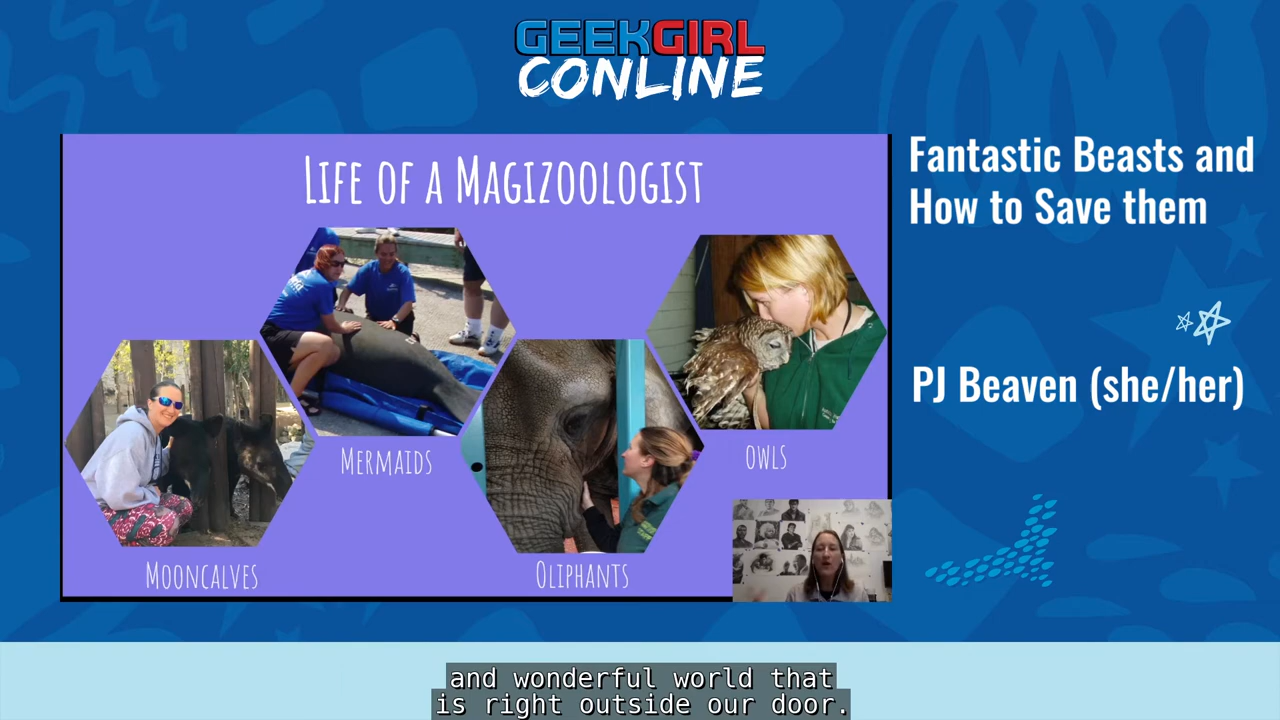 GEEKGIRL
CONLINE
LIFE OF A MAGIZOOLOGIST
MERMAIDS
OWLS
MOONCALVES
OLIPHANTS
Fantastic Beasts and
How to Save them
PJ Beaven (she/her)
and wonderful world that
is right outside our door.